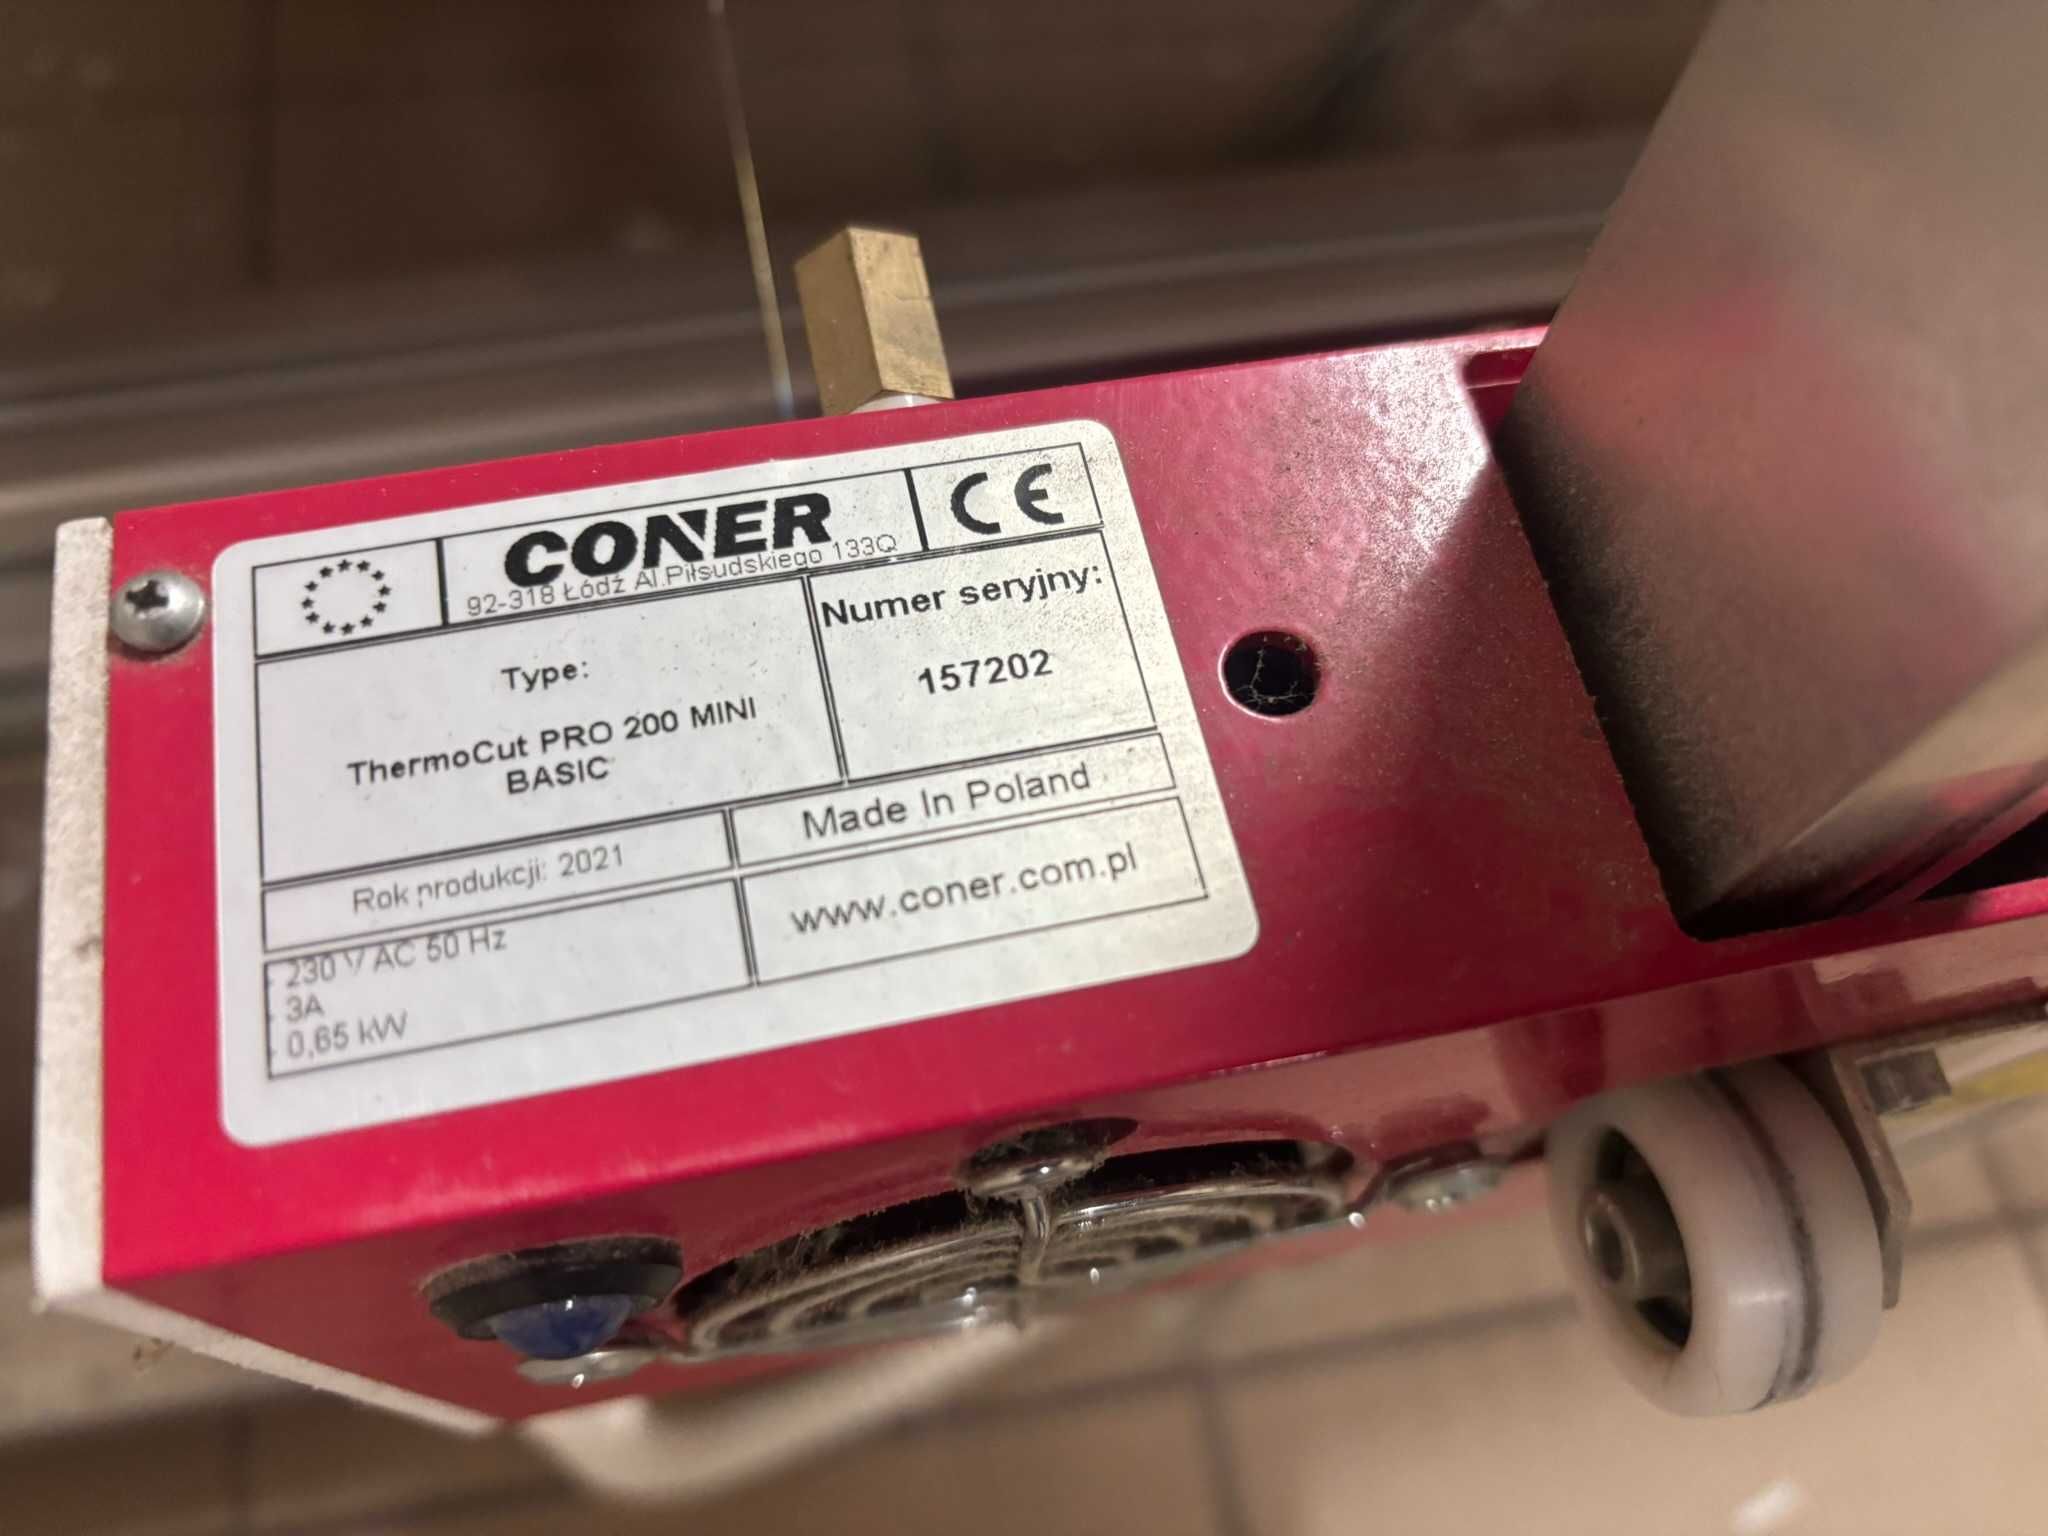 CONER
92-318 Łódź Al.Piłsudskiego 133Q
CE
Type:
ThermoCut PRO 200 MINI
BASIC
Numer seryjny:
157202
Rok produkcji: 2021
Made In Poland
230 V AC 50 Hz
3A
0,65 kW
www.coner.com.pl